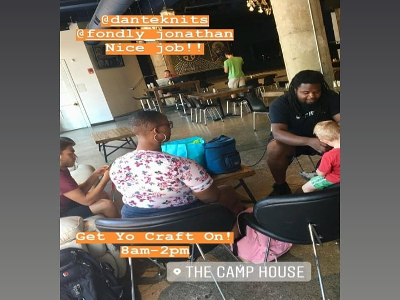 @danteknits
@fondly_jonathan
Nice job!!
Get Yo Craft On!
8am-2pm
THE CAMP HOUSE